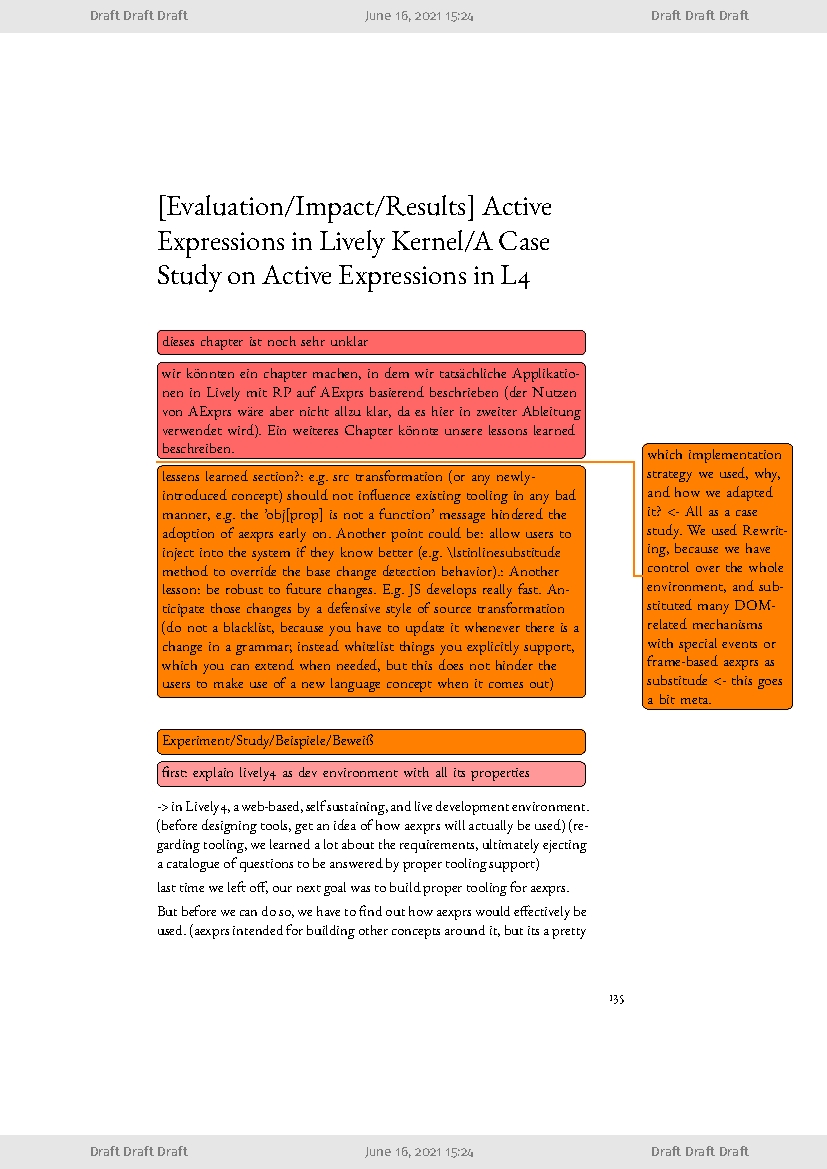 Draft Draft Draft June 16, 2021 15:24 Draft Draft Draft
[Evaluation/Impact/Results] Active
Expressions in Lively Kernel/A Case
Study on Active Expressions in L4
dieses chapter ist noch sehr unklar
wir könnten ein chapter machen, in dem wir tatsächliche Applikatio-
nen in Lively mit RP auf AExprs basierend beschrieben (der Nutzen
von AExprs wäre aber nicht allzu klar, da es hier in zweiter Ableitung
verwendet wird). Ein weiteres Chapter könnte unsere lessons learned
beschreiben.
lessens learned section?: e.g. src transformation (or any newly-
introduced concept) should not influence existing tooling in any bad
manner, e.g. the 'obj[prop] is not a function' message hindered the
adoption of aexprs early on. Another point could be: allow users to
inject into the system if they know better (e.g. \lstinlinesubstitude
method to override the base change detection behavior).: Another
lesson: be robust to future changes. E.g. JS develops really fast. An-
ticipate those changes by a defensive style of source transformation
(do not a blacklist, because you have to update it whenever there is a
change in a grammar; instead whitelist things you explicitly support,
which you can extend when needed, but this does not hinder the
users to make use of a new language concept when it comes out)
which implementation
strategy we used, why,
and how we adapted
it? <- All as a case
study. We used Rewrit-
ing, because we have
control over the whole
environment, and sub-
stituted many DOM-
related mechanisms
with special events or
frame-based aexprs as
substitude <- this goes
a bit meta.
Experiment/Study/Beispiele/Beweiß
first: explain lively4 as dev environment with all its properties
-> in Lively4, a web-based, self sustaining, and live development environment.
(before designing tools, get an idea of how aexprs will actually be used) (re-
garding tooling, we learned a lot about the requirements, ultimately ejecting
a catalogue of questions to be answered by proper tooling support)
last time we left off, our next goal was to build proper tooling for aexprs.
But before we can do so, we have to find out how aexprs would effectively be
used. (aexprs intended for building other concepts around it, but its a pretty
135
Draft Draft Draft June 16, 2021 15:24 Draft Draft Draft